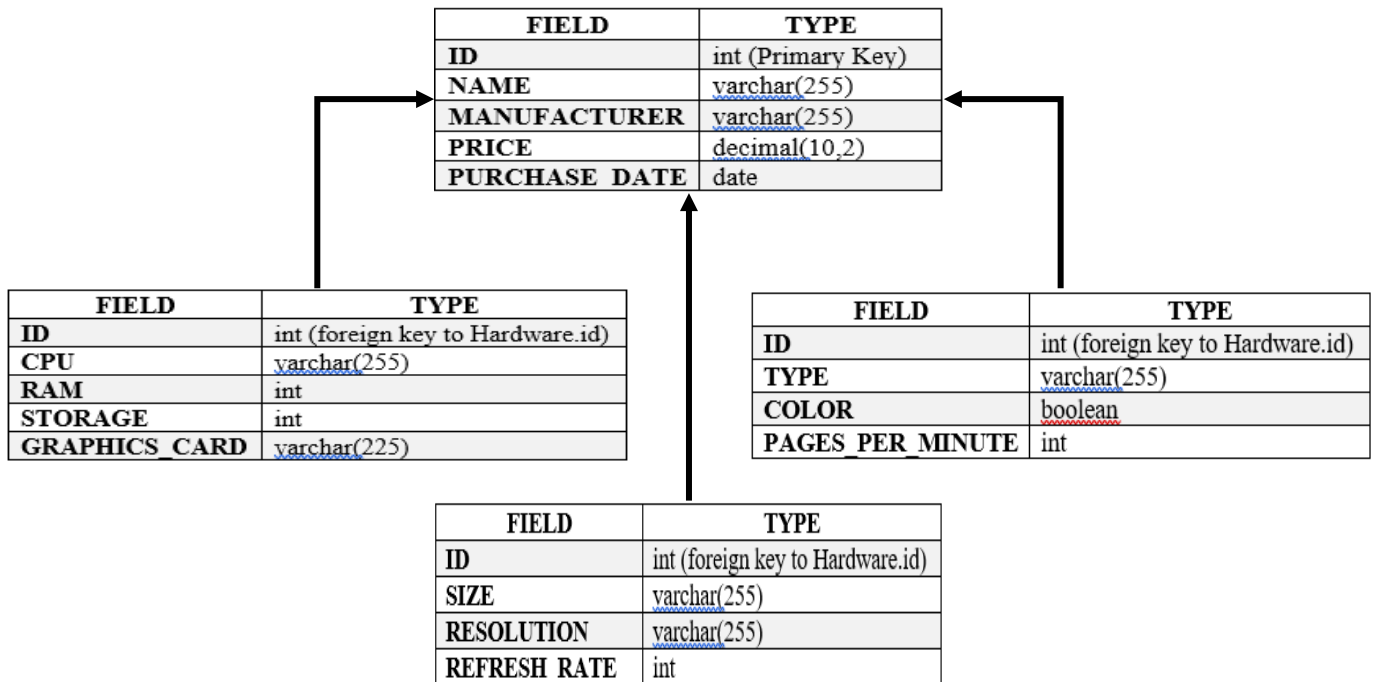 FIELD TYPE
ID int (Primary Key)
NAME varchar(255)
MANUFACTURER varchar(255)
PRICE decimal(10,2)
PURCHASE_DATE date
FIELD TYPE
ID int (foreign key to Hardware.id)
CPU varchar(255)
RAM int
STORAGE int
GRAPHICS_CARD varchar(225)
FIELD TYPE
ID int (foreign key to Hardware.id)
TYPE varchar(255)
COLOR boolean
PAGES_PER_MINUTE int
FIELD TYPE
ID int (foreign key to Hardware.id)
SIZE varchar(255)
RESOLUTION varchar(255)
REFRESH_RATE int